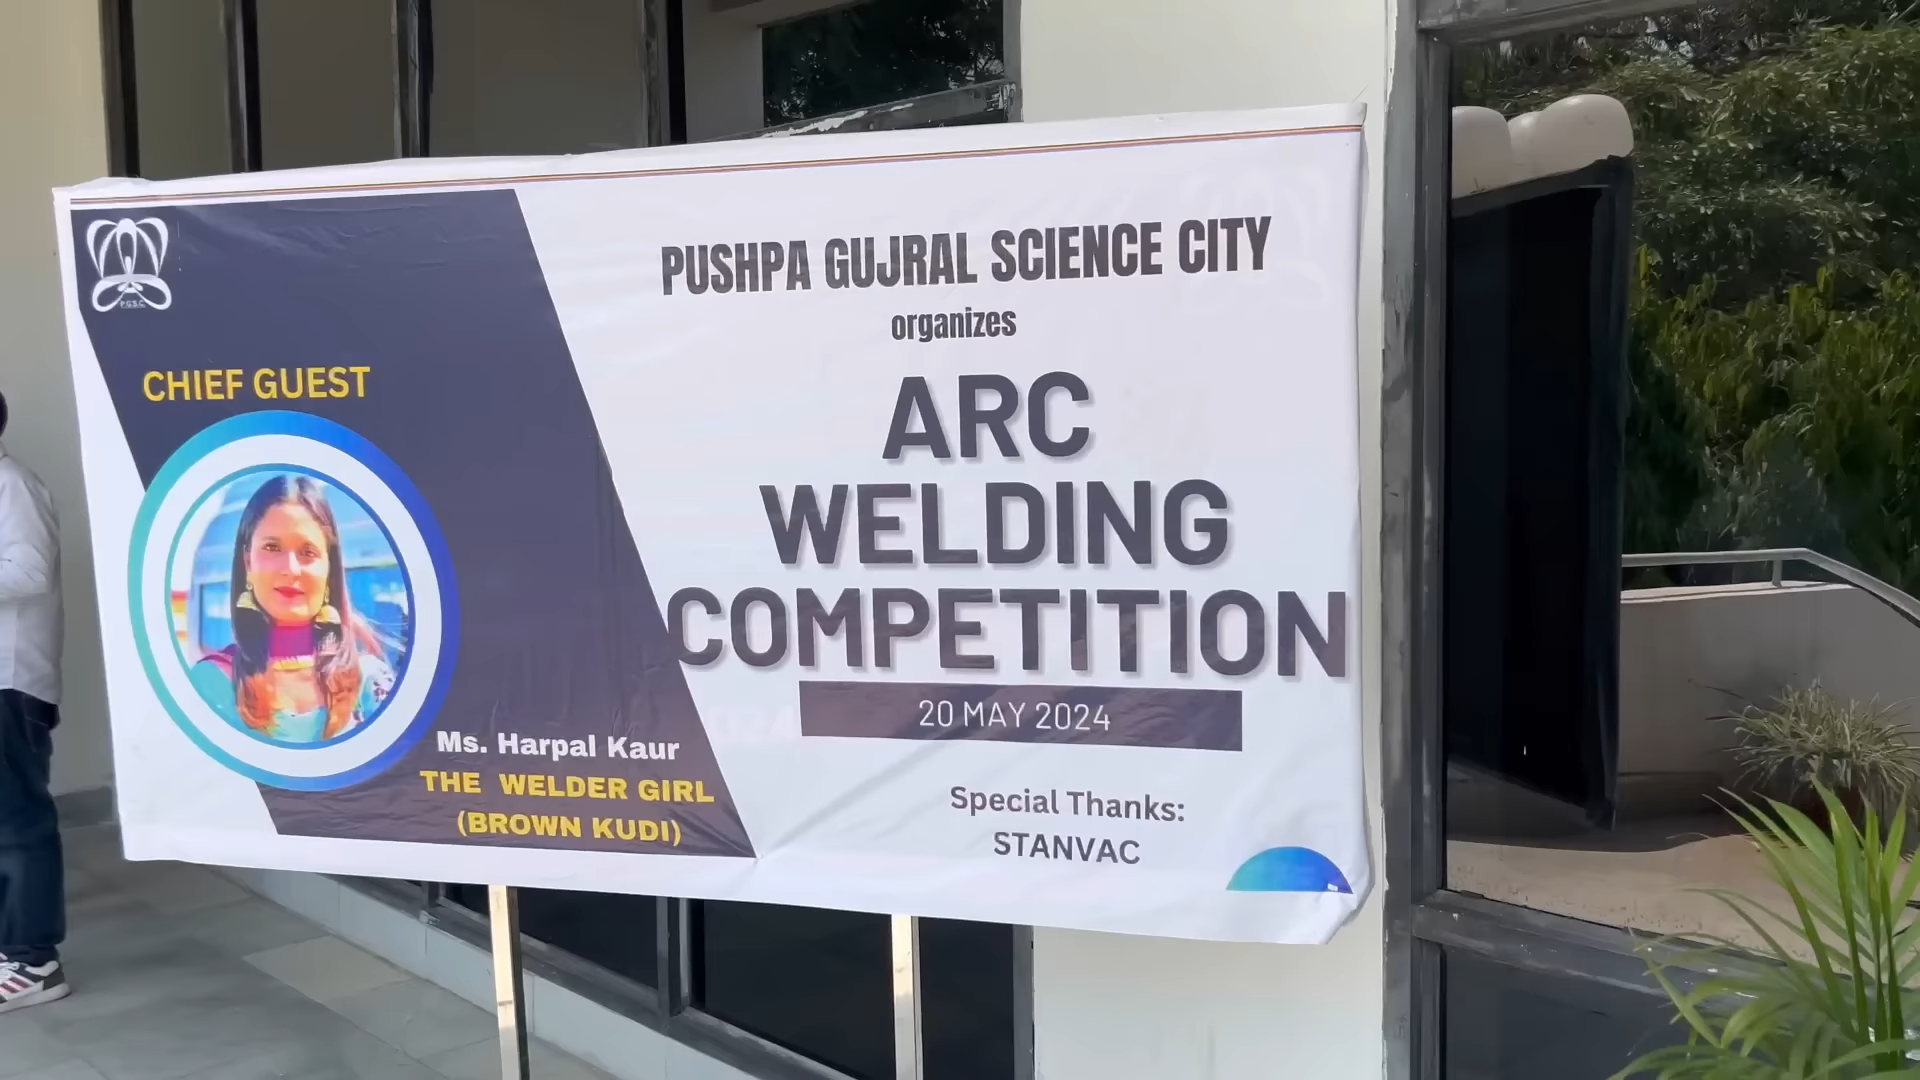 P.G.S.C.
CHIEF GUEST
Ms. Harpal Kaur
THE WELDER GIRL
(BROWN KUDI)
PUSHPA GUJRAL SCIENCE CITY
organizes
ARC
WELDING
COMPETITION
20 MAY 2024
Special Thanks:
STANVAC